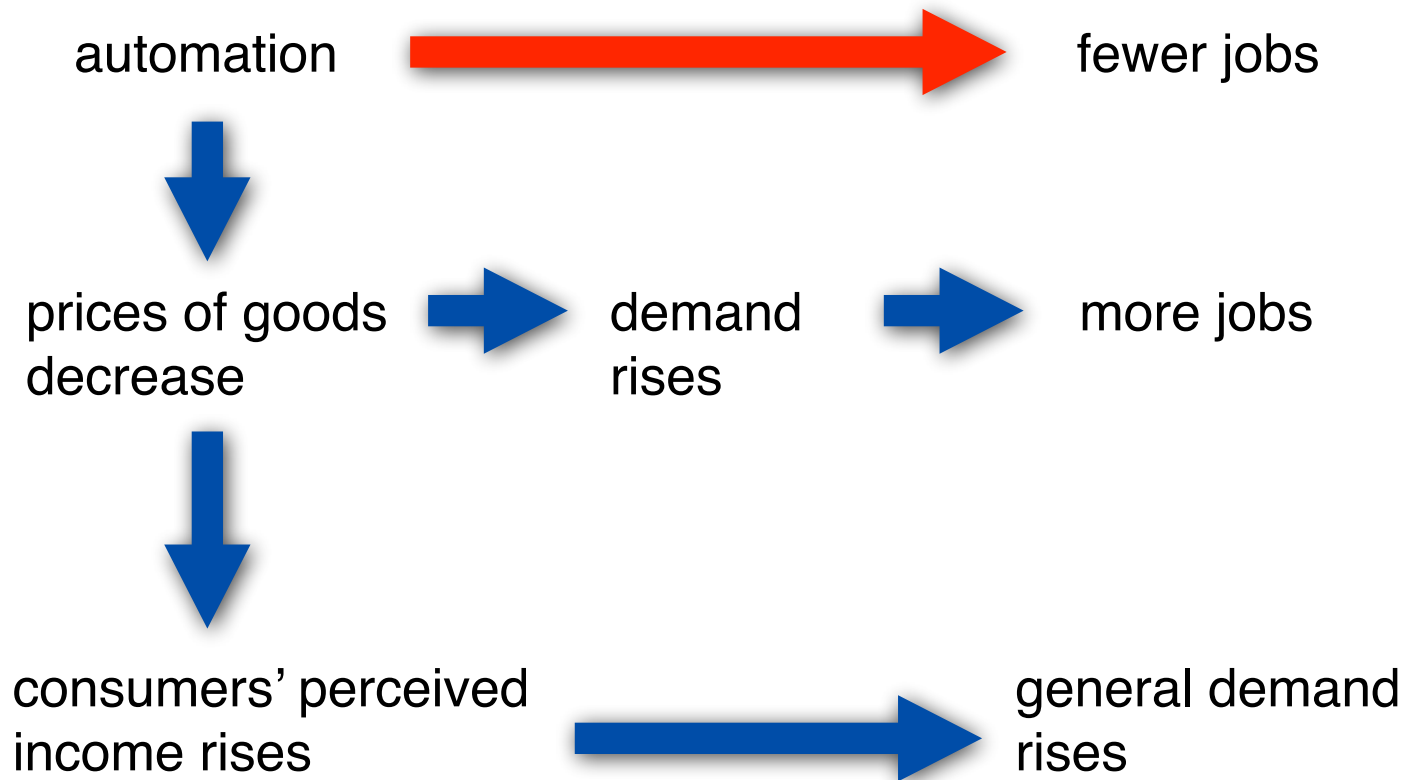 automation
fewer jobs
prices of goods
decrease
demand
rises
more jobs
consumers’ perceived
income rises
general demand
rises